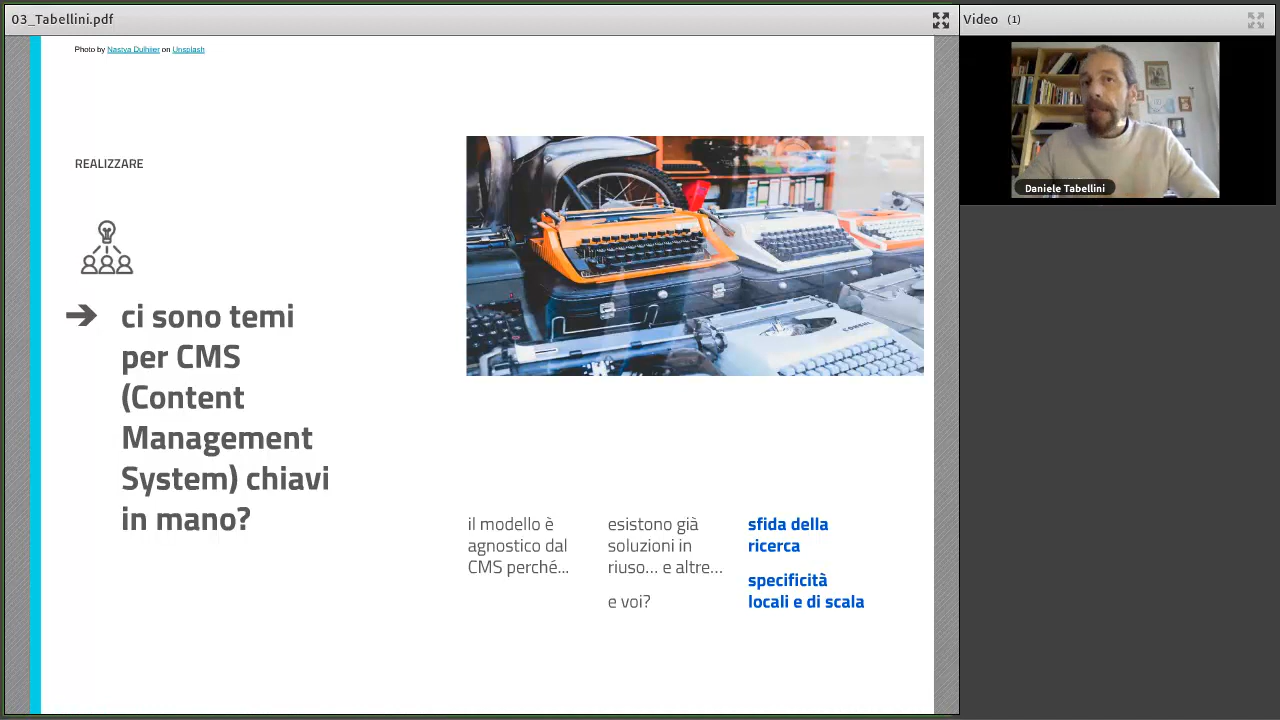 03_Tabellini.pdf
Video (1)
Photo by Nastya Dulhiier on Unsplash
Daniele Tabellini
REALIZZARE
ci sono temi
per CMS
(Content
Management
System) chiavi
in mano?
il modello è
agnostico dal
CMS perché...
esistono già
soluzioni in
riuso... e altre...
e voi?
sfida della
ricerca
specificità
locali e di scala